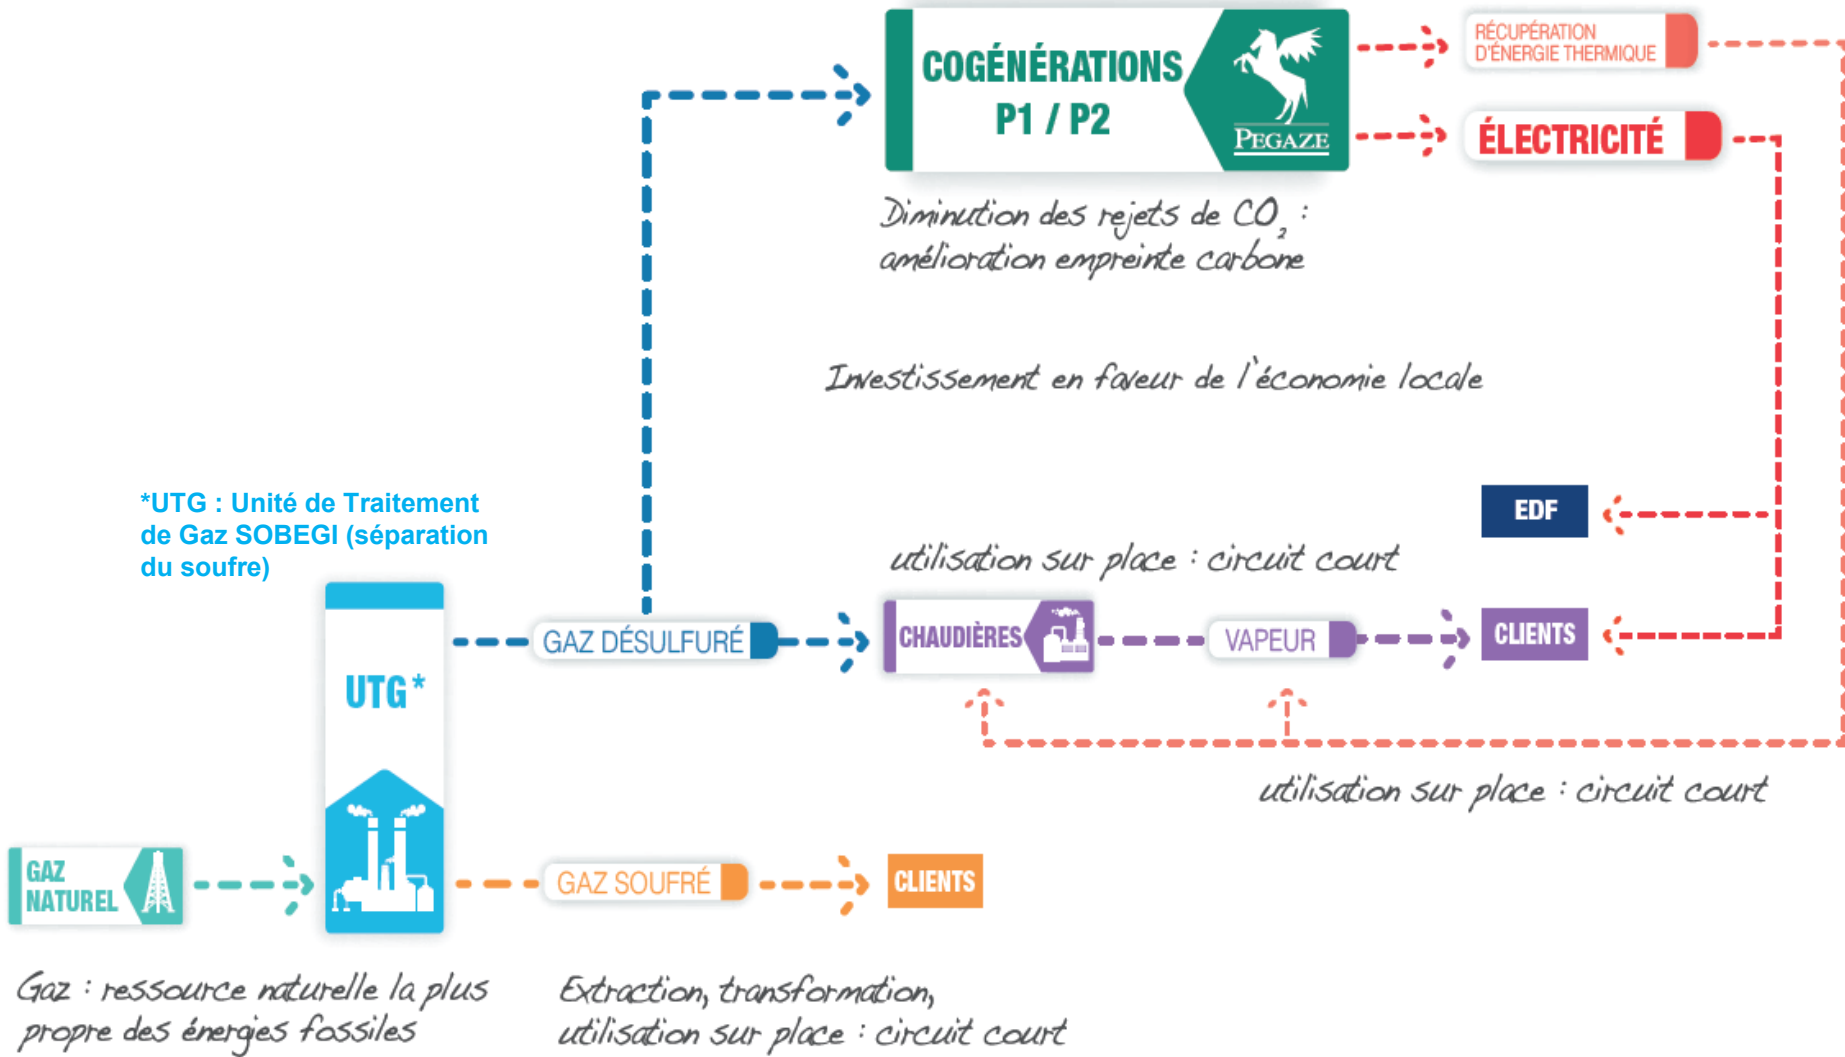 COGÉNÉRATIONS
P1 / P2
PEGAZE
RÉCUPÉRATION
D'ÉNERGIE THERMIQUE
ÉLECTRICITÉ
Diminution des rejets de CO₂ :
amélioration empreinte carbone
Investissement en faveur de l'économie locale
*UTG : Unité de Traitement
de Gaz SOBEGI (séparation
du soufre)
EDF
utilisation sur place : circuit court
UTG*
GAZ DÉSULFURÉ
CHAUDIÈRES
VAPEUR
CLIENTS
utilisation sur place : circuit court
GAZ
NATUREL
GAZ SOUFRÉ
CLIENTS
Gaz : ressource naturelle la plus
propre des énergies fossiles
Extraction, transformation,
utilisation sur place : circuit court